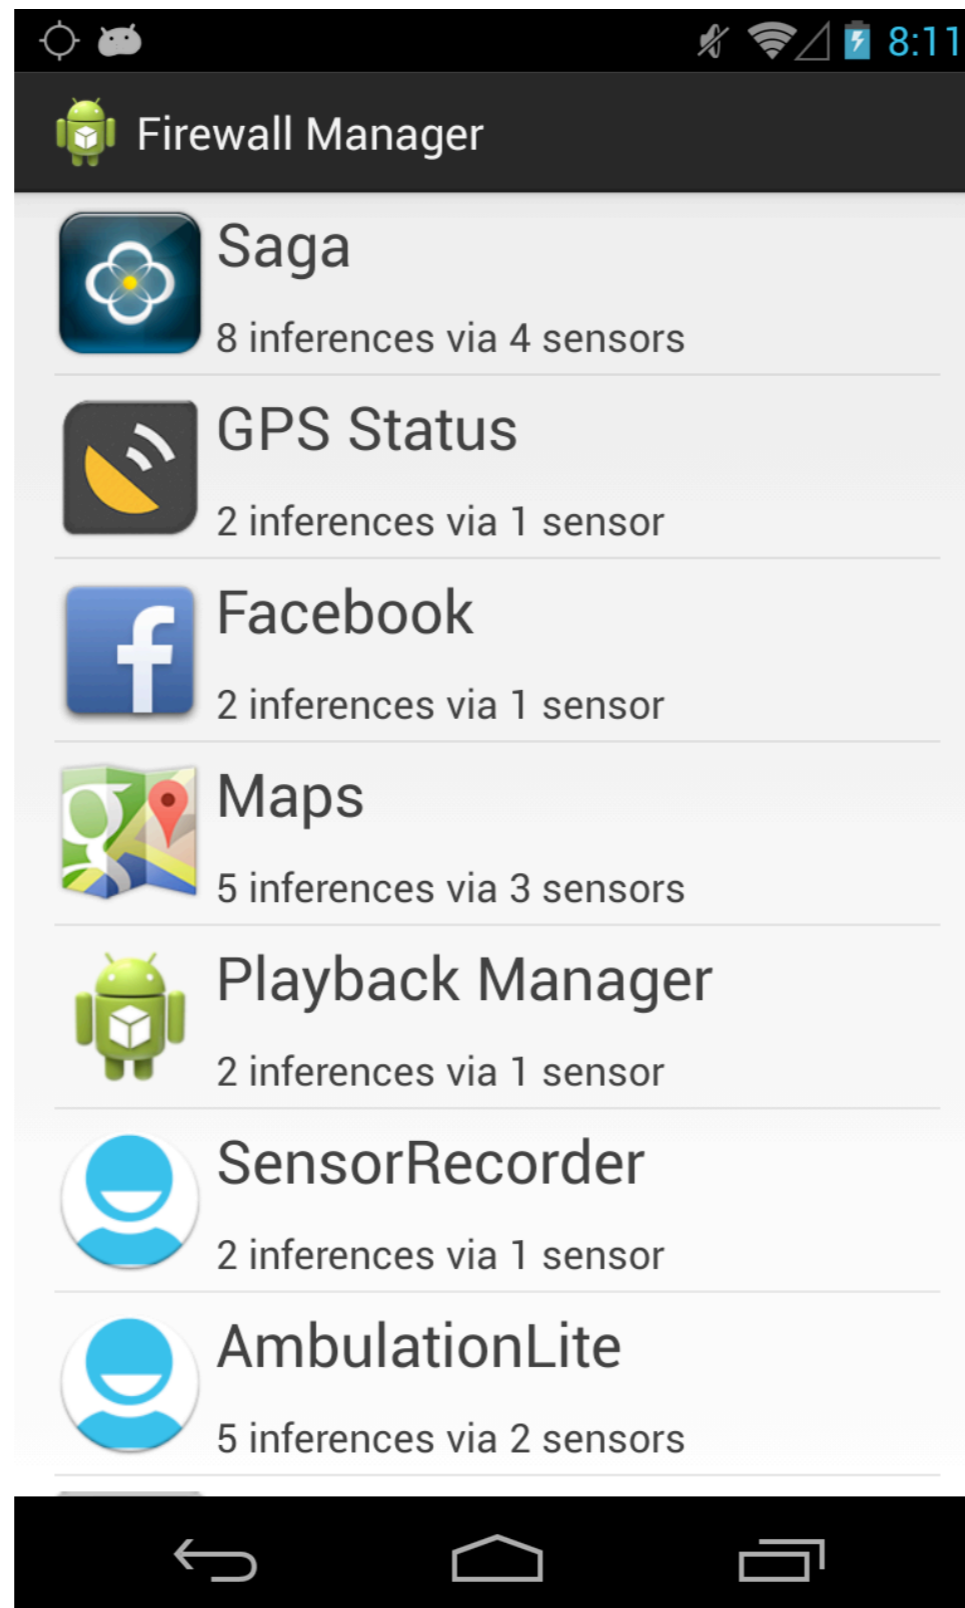 8:11
Firewall Manager
Saga
8 inferences via 4 sensors
GPS Status
2 inferences via 1 sensor
Facebook
2 inferences via 1 sensor
Maps
5 inferences via 3 sensors
Playback Manager
2 inferences via 1 sensor
SensorRecorder
2 inferences via 1 sensor
AmbulationLite
5 inferences via 2 sensors